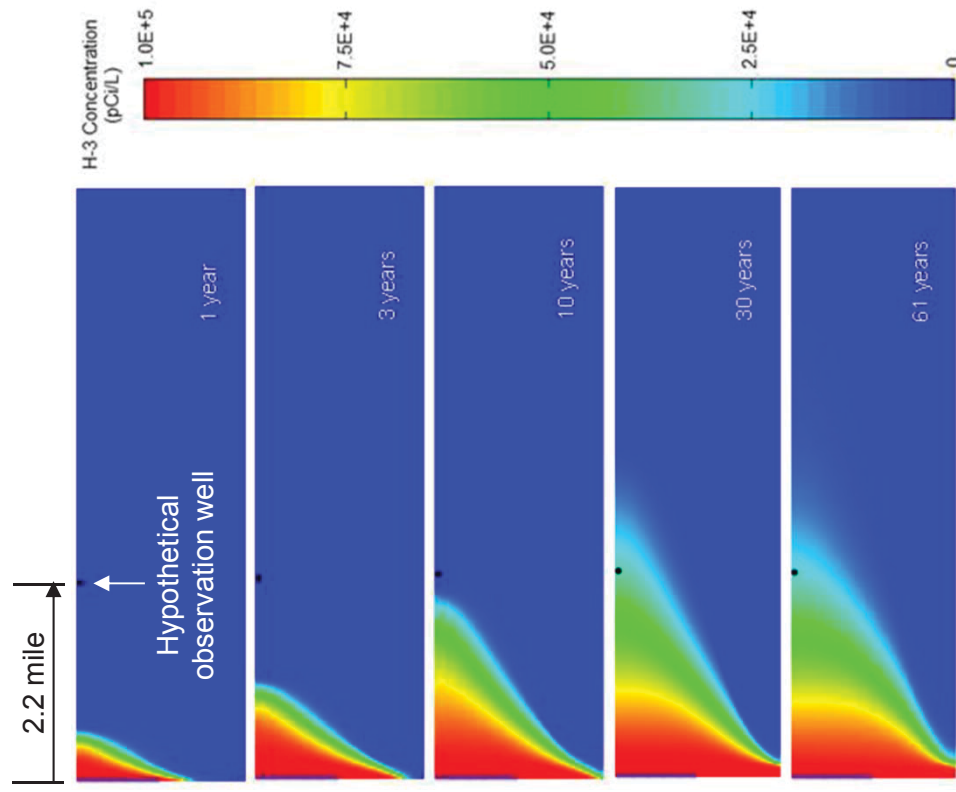 2.2 mile
Hypothetical
observation well
1 year
3 years
10 years
30 years
61 years
H-3 Concentration
(pCi/L)
1.0E+5
7.5E+4
5.0E+4
2.5E+4
0